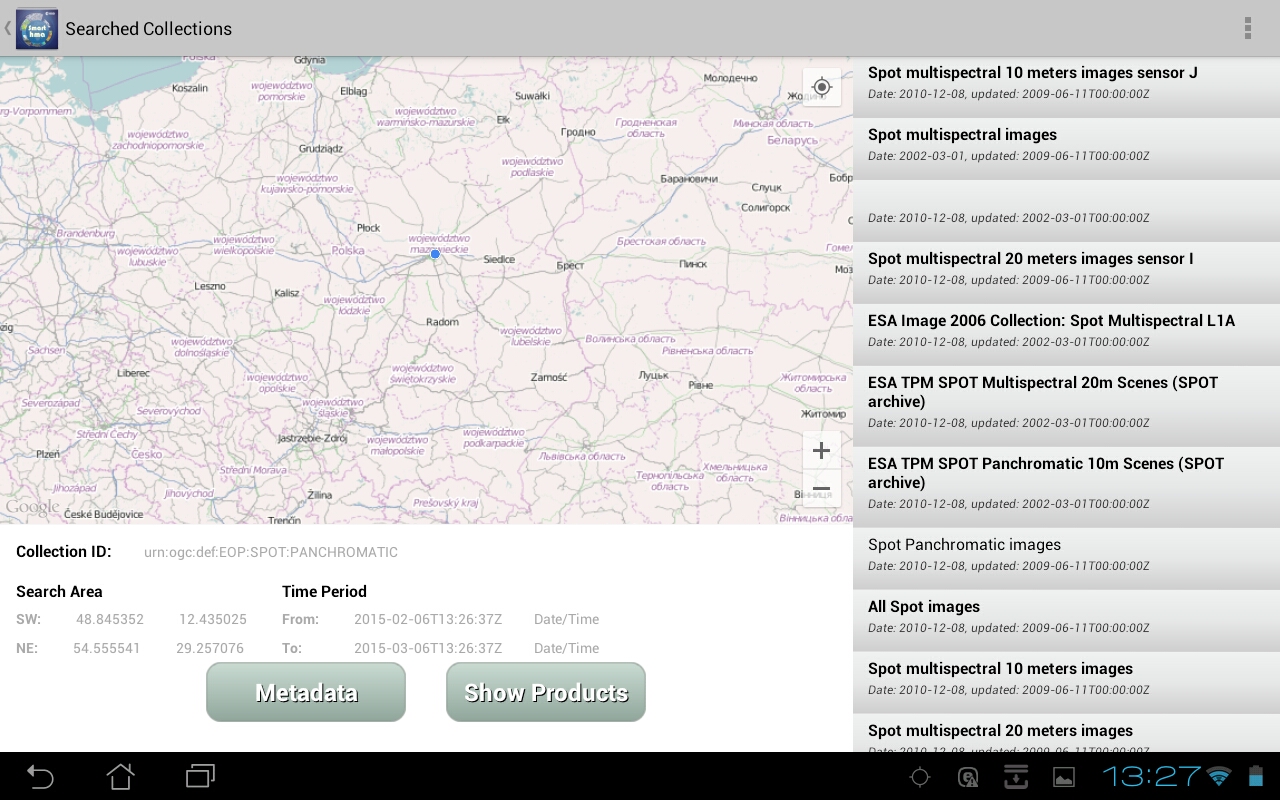 Smart hma
Searched Collections
Polska
Gdynia
Koszalin
województwo
pomorskie
Elbląg
Suwałki
Молодечно
województwo
warmińsko-mazurskie
Ełk
województwo
zachodniopomorskie
Гродно
Гродненская
область
Минская область
Беларусь
Grudziądz
województwo
kujawsko-pomorskie
województwo
podlaskie
Барановичи
Слуцк
Солигорск
Płock
Brandenburg
województwo
lubuskie
województwo
wielkopolskie
Polska
województwo
mazowieckie
Siedlce
Брест
Брестская область
Пинск
Leszno
Kalisz
województwo
łódzkie
Radom
województwo
lubelskie
Волинська область
Рівненська область
Sachsen
województwo
dolnośląskie
Liberec
województwo
opolskie
województwo
świętokrzyskie
Zamość
Луцьк
Рівне
Житомирська
область
Житомир
Severozápad
Severovýchod
województwo
śląskie
Střední Čechy
Jastrzębie-Zdrój
województwo
małopolskie
województwo
podkarpackie
Львівська область
Plzeň
Česko
Střední Morava
Тернопільська
область
Хмельницька
область
Jihozápad
Jihovýchod
Žilina
Prešovský kraj
Google
České Budějovice
Trenčín
Вінницька область
Collection ID: urn:ogc:def:EOP:SPOT:PANCHROMATIC
Search Area Time Period
SW: 48.845352 12.435025 From: 2015-02-06T13:26:37Z Date/Time
NE: 54.555541 29.257076 To: 2015-03-06T13:26:37Z Date/Time
Metadata Show Products
Spot multispectral 10 meters images sensor J
Date: 2010-12-08, updated: 2009-06-11T00:00:00Z
Spot multispectral images
Date: 2002-03-01, updated: 2009-06-11T00:00:00Z
Date: 2010-12-08, updated: 2002-03-01T00:00:00Z
Spot multispectral 20 meters images sensor I
Date: 2010-12-08, updated: 2009-06-11T00:00:00Z
ESA Image 2006 Collection: Spot Multispectral L1A
Date: 2010-12-08, updated: 2002-03-01T00:00:00Z
ESA TPM SPOT Multispectral 20m Scenes (SPOT
archive)
Date: 2010-12-08, updated: 2002-03-01T00:00:00Z
ESA TPM SPOT Panchromatic 10m Scenes (SPOT
archive)
Date: 2010-12-08, updated: 2002-03-01T00:00:00Z
Spot Panchromatic images
Date: 2010-12-08, updated: 2009-06-11T00:00:00Z
All Spot images
Date: 2010-12-08, updated: 2009-06-11T00:00:00Z
Spot multispectral 10 meters images
Date: 2010-12-08, updated: 2009-06-11T00:00:00Z
Spot multispectral 20 meters images
Date: 2010-12-08, updated: 2009-06-11T00:00:00Z
13:27